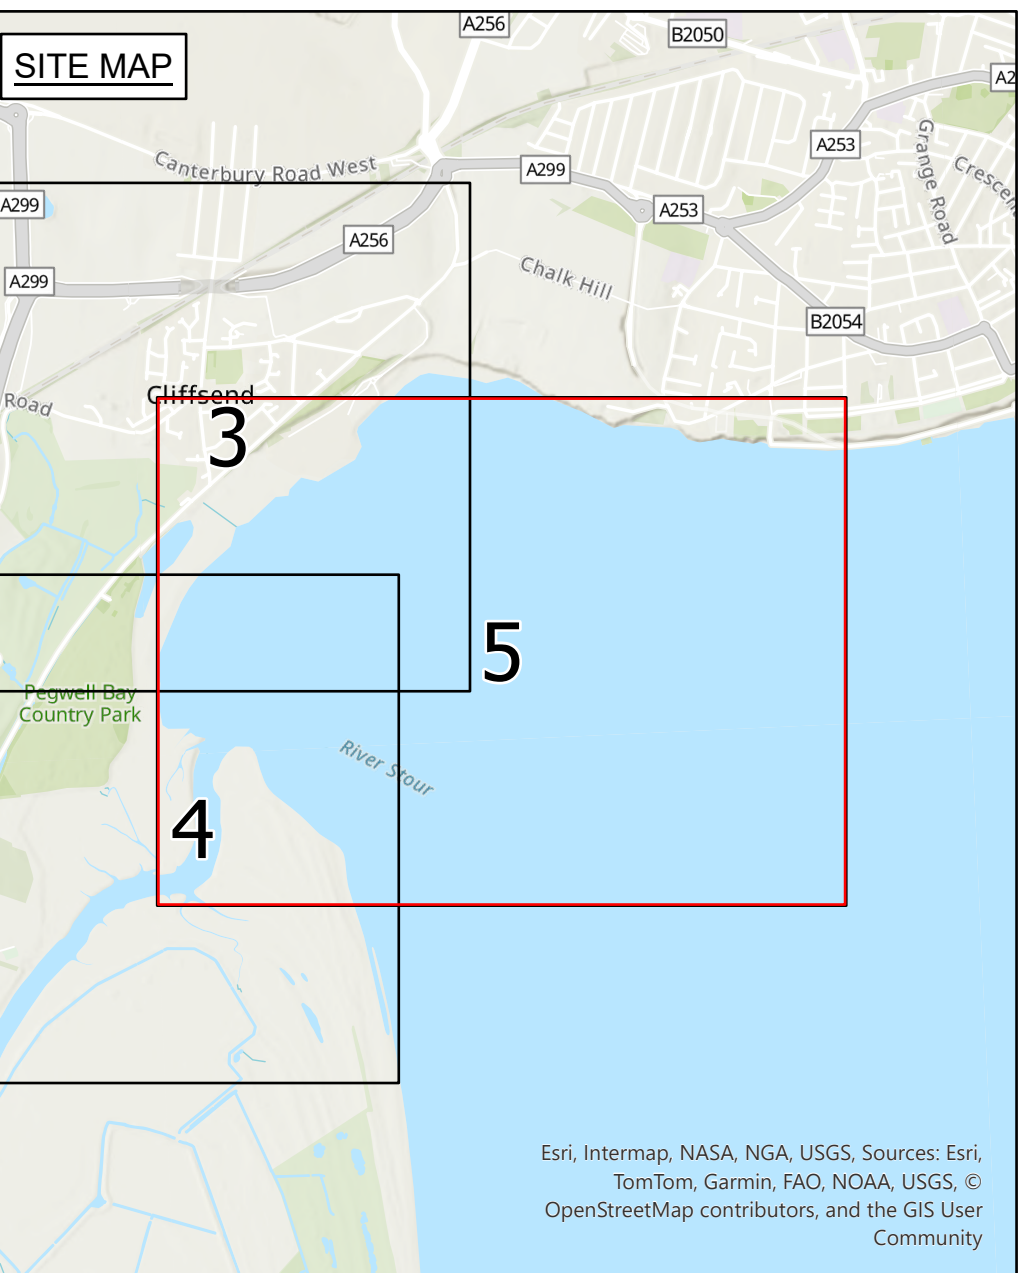 A256
B2050
SITE MAP
A2
A253
Grange Road
Crescen
Canterbury Road West
A299
A299
A253
A256
Chalk Hill
A299
B2054
Cliffsend
Road
3
5
Pegwell Bay
Country Park
River Stour
4
Esri, Intermap, NASA, NGA, USGS, Sources: Esri,
TomTom, Garmin, FAO, NOAA, USGS, ©
OpenStreetMap contributors, and the GIS User
Community